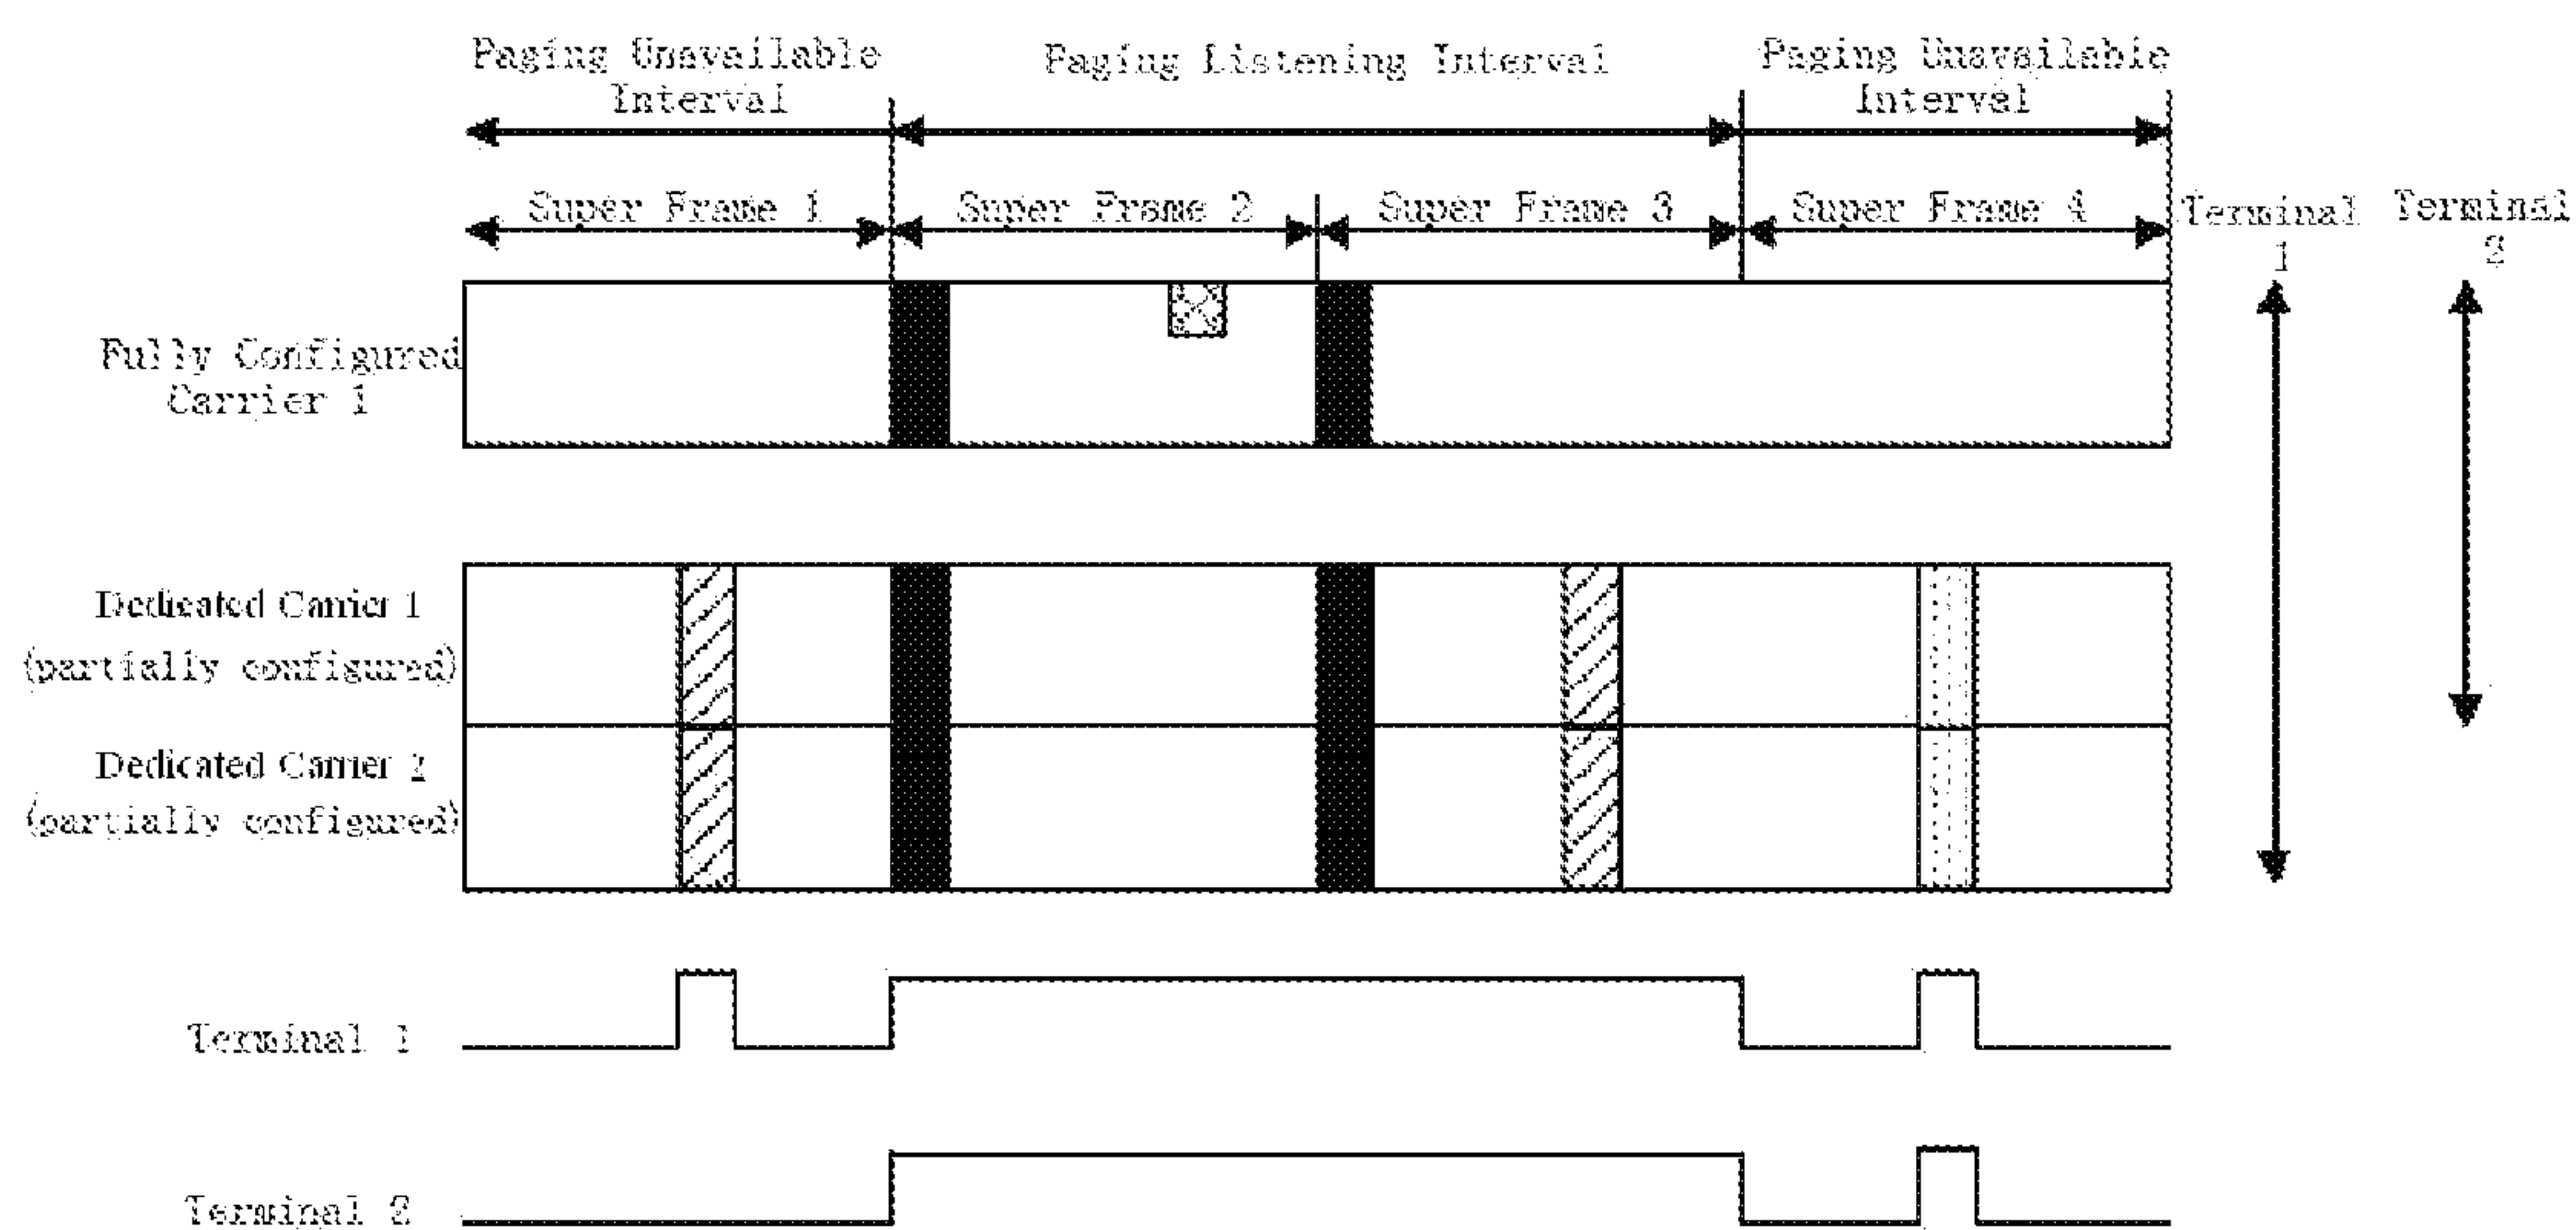 Paging Unavailable
Interval
Paging Listening Interval
Paging Unavailable
Interval
Super Frame 1
Super Frame 2
Super Frame 3
Super Frame 4
Terminal
1
Terminal
2
Fully Configured
Carrier 1
Dedicated Carrier 1
(partially configured)
Dedicated Carrier 2
(partially configured)
Terminal 1
Terminal 2